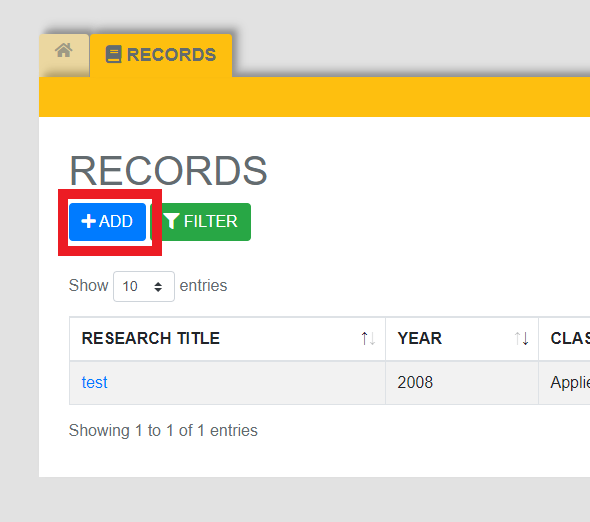 RECORDS
RECORDS
ADD FILTER
Show 10 entries
RESEARCH TITLE YEAR CLAS
test 2008 Applie
Showing 1 to 1 of 1 entries